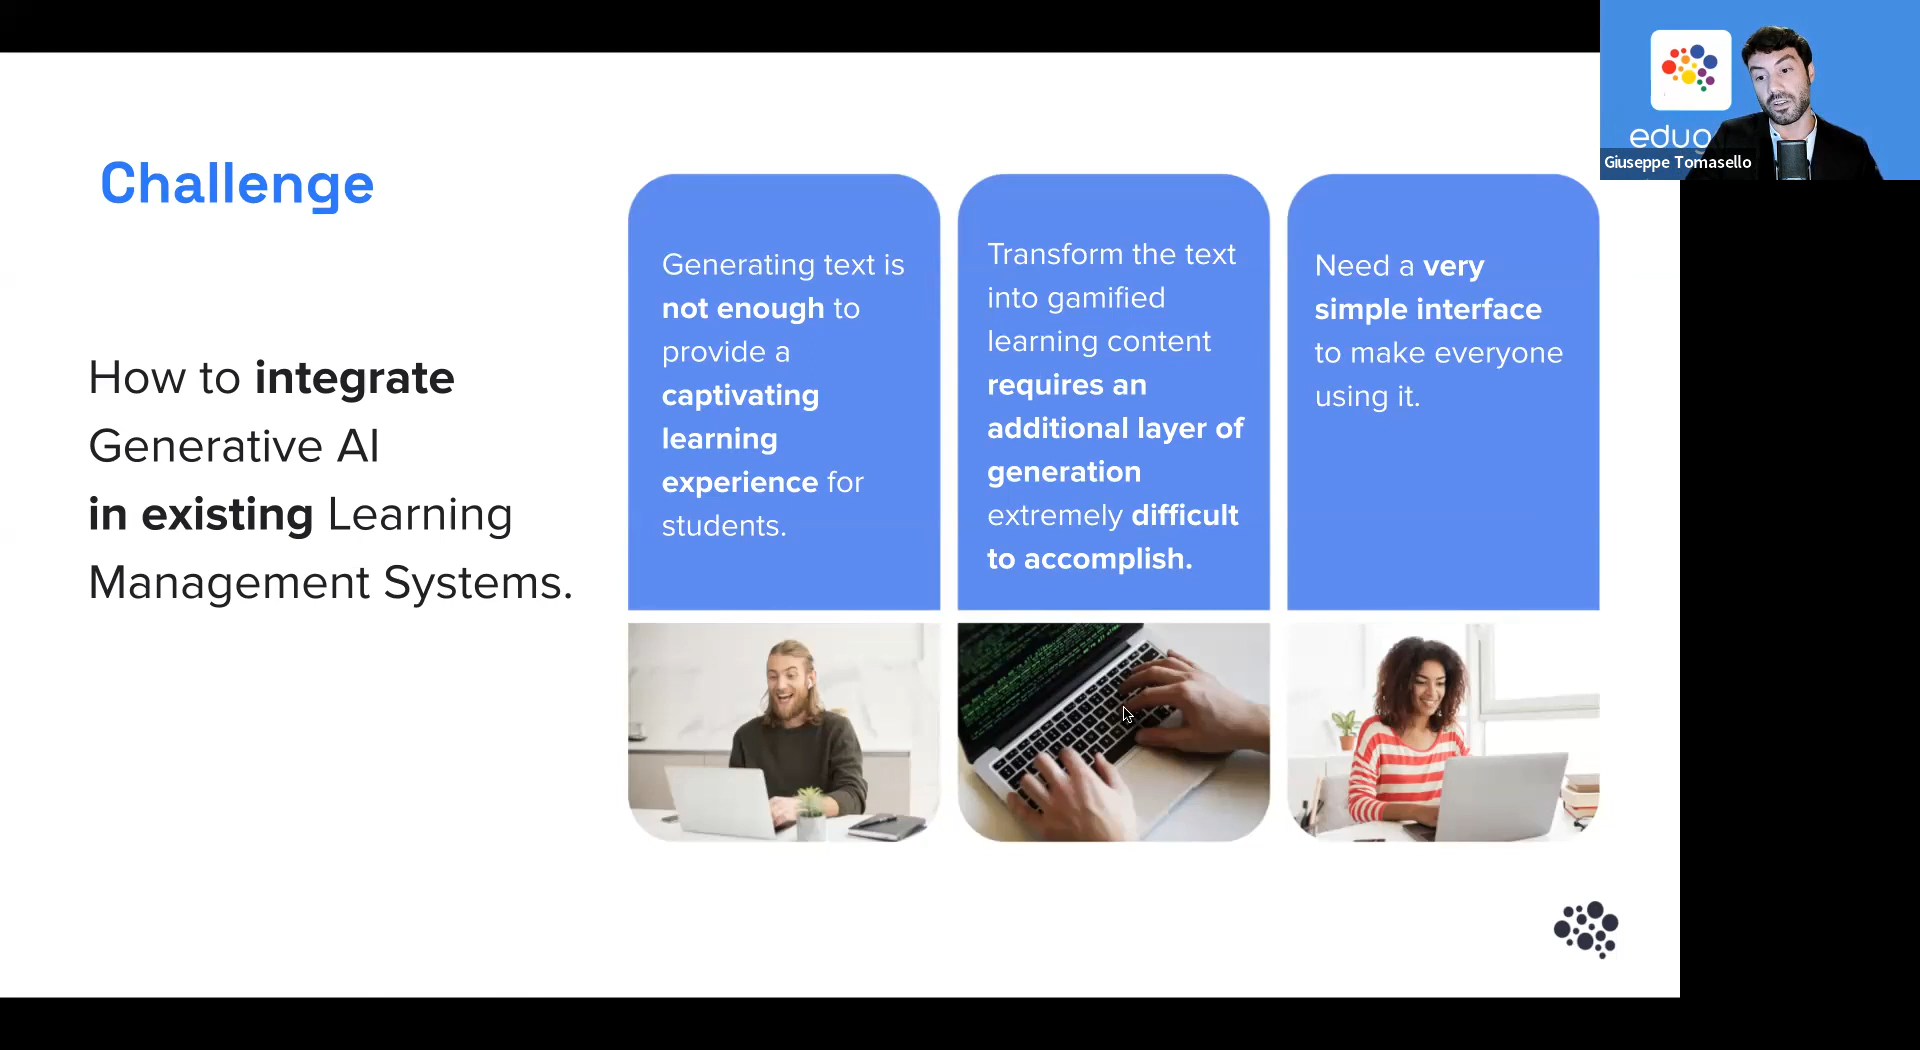 Challenge
How to integrate
Generative AI
in existing Learning
Management Systems.
Generating text is
not enough to
provide a
captivating
learning
experience for
students.
Transform the text
into gamified
learning content
requires an
additional layer of
generation
extremely difficult
to accomplish.
Need a very
simple interface
to make everyone
using it.
Giuseppe Tomasello